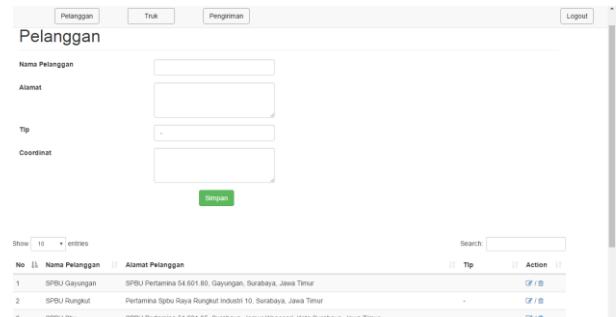 Pelanggan Truk Pengiriman Logout
Pelanggan
Nama Pelanggan
Alamat
Tlp
-
Coordinat
Simpan
Show 10 entries Search:
No Nama Pelanggan Alamat Pelanggan Tlp Action
1 SPBU Gayungan SPBU Pertamina 54.601.80, Gayungan, Surabaya, Jawa Timur /
2 SPBU Rungkut Pertamina Spbu Raya Rungkut Industri 10, Surabaya, Jawa Timur - /